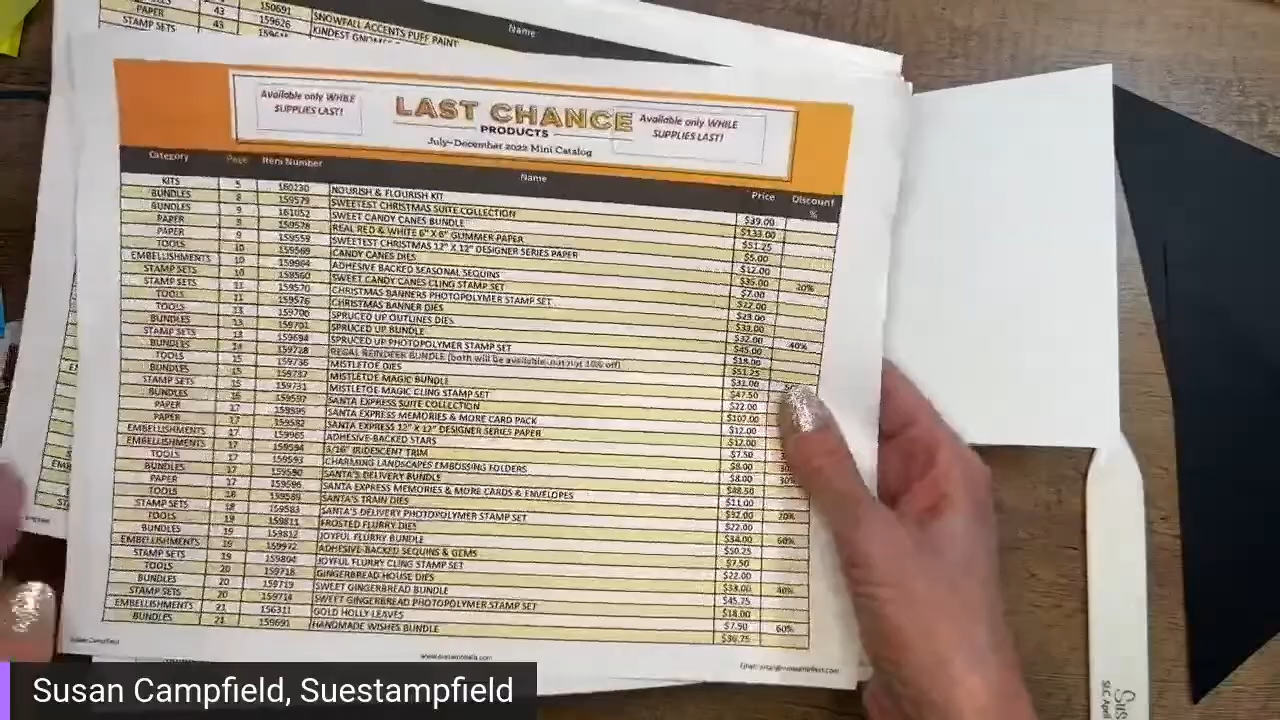 43 150691
STAMP SETS 43 159626 SNOWFALL ACCENTS PUFF PAINT
Name
Available only WHILE SUPPLIES LAST!
LAST CHANCE
PRODUCTS
July–December 2022 Mini Catalog
Available only WHILE SUPPLIES LAST!
Category Page Item Number Name Price Discount %
KITS 5 160230 NOURISH & FLOURISH KIT $39.00
BUNDLES 8 159579 SWEETEST CHRISTMAS SUITE COLLECTION $133.00
BUNDLES 9 161052 SWEET CANDY CANES BUNDLE $51.25
PAPER 8 159578 REAL RED & WHITE 6" X 6" GLIMMER PAPER $5.00
PAPER 9 159559 SWEETEST CHRISTMAS 12" X 12" DESIGNER SERIES PAPER $12.00
TOOLS 159569 CANDY CANES DIES $35.00 20%
EMBELLISHMENTS 10 159964 ADHESIVE BACKED SEASONAL SEQUINS $7.00
STAMP SETS 10 159560 SWEET CANDY CANES CLING STAMP SET $22.00
STAMP SETS 11 159570 CHRISTMAS BANNERS PHOTOPOLYMER STAMP SET $23.00
TOOLS 11 159576 CHRISTMAS BANNER DIES $33.00
TOOLS 13 159700 SPRUCED UP OUTLINES DIES $32.00 40%
BUNDLES 13 159701 SPRUCED UP BUNDLE $45.00
STAMP SETS 13 159694 SPRUCED UP PHOTOPOLYMER STAMP SET $18.00
BUNDLES 14 159728 REGAL REINDEER BUNDLE (both will be available $51.25
TOOLS 15 MISTLETOE DIES $31.00
BUNDLES 15 159737 MISTLETOE MAGIC BUNDLE $47.50
STAMP SETS 15 159731 MISTLETOE MAGIC CLING STAMP SET $22.00
BUNDLES 16 159597 SANTA EXPRESS SUITE COLLECTION
PAPER 17 159595 SANTA EXPRESS MEMORIES & MORE CARD PACK $12.00
PAPER 17 159582 SANTA EXPRESS 12" X 12" DESIGNER SERIES PAPER $12.00
EMBELLISHMENTS 17 159965 ADHESIVE-BACKED STARS $7.50
EMBELLISHMENTS 17 159594 3/16" IRIDESCENT TRIM $8.00
TOOLS 17 159593 CHARMING LANDSCAPES EMBOSSING FOLDERS $8.00 30%
BUNDLES 17 159590 SANTA'S DELIVERY BUNDLE $48.50
PAPER 17 159596 SANTA EXPRESS MEMORIES & MORE CARDS & ENVELOPES $11.00
TOOLS 18 159589 SANTA'S TRAIN DIES $32.00 20%
STAMP SETS 18 159583 SANTA'S DELIVERY PHOTOPOLYMER STAMP SET $22.00
TOOLS 19 159811 FROSTED FLURRY DIES $34.00 60%
BUNDLES 19 159812 JOYFUL FLURRY BUNDLE $50.25
EMBELLISHMENTS 19 159972 ADHESIVE-BACKED SEQUINS & GEMS $7.50
STAMP SETS 19 159804 JOYFUL FLURRY CLING STAMP SET $22.00
TOOLS 20 159718 GINGERBREAD HOUSE DIES $33.00 40%
BUNDLES 20 159719 SWEET GINGERBREAD BUNDLE $45.75
STAMP SETS 20 159714 SWEET GINGERBREAD PHOTOPOLYMER STAMP SET $18.00
EMBELLISHMENTS 21 156311 GOLD HOLLY LEAVES $7.50 60%
BUNDLES 21 159691 HANDMADE WISHES BUNDLE $36.75
Susan Campfield
Susan Campfield, Suestampfield